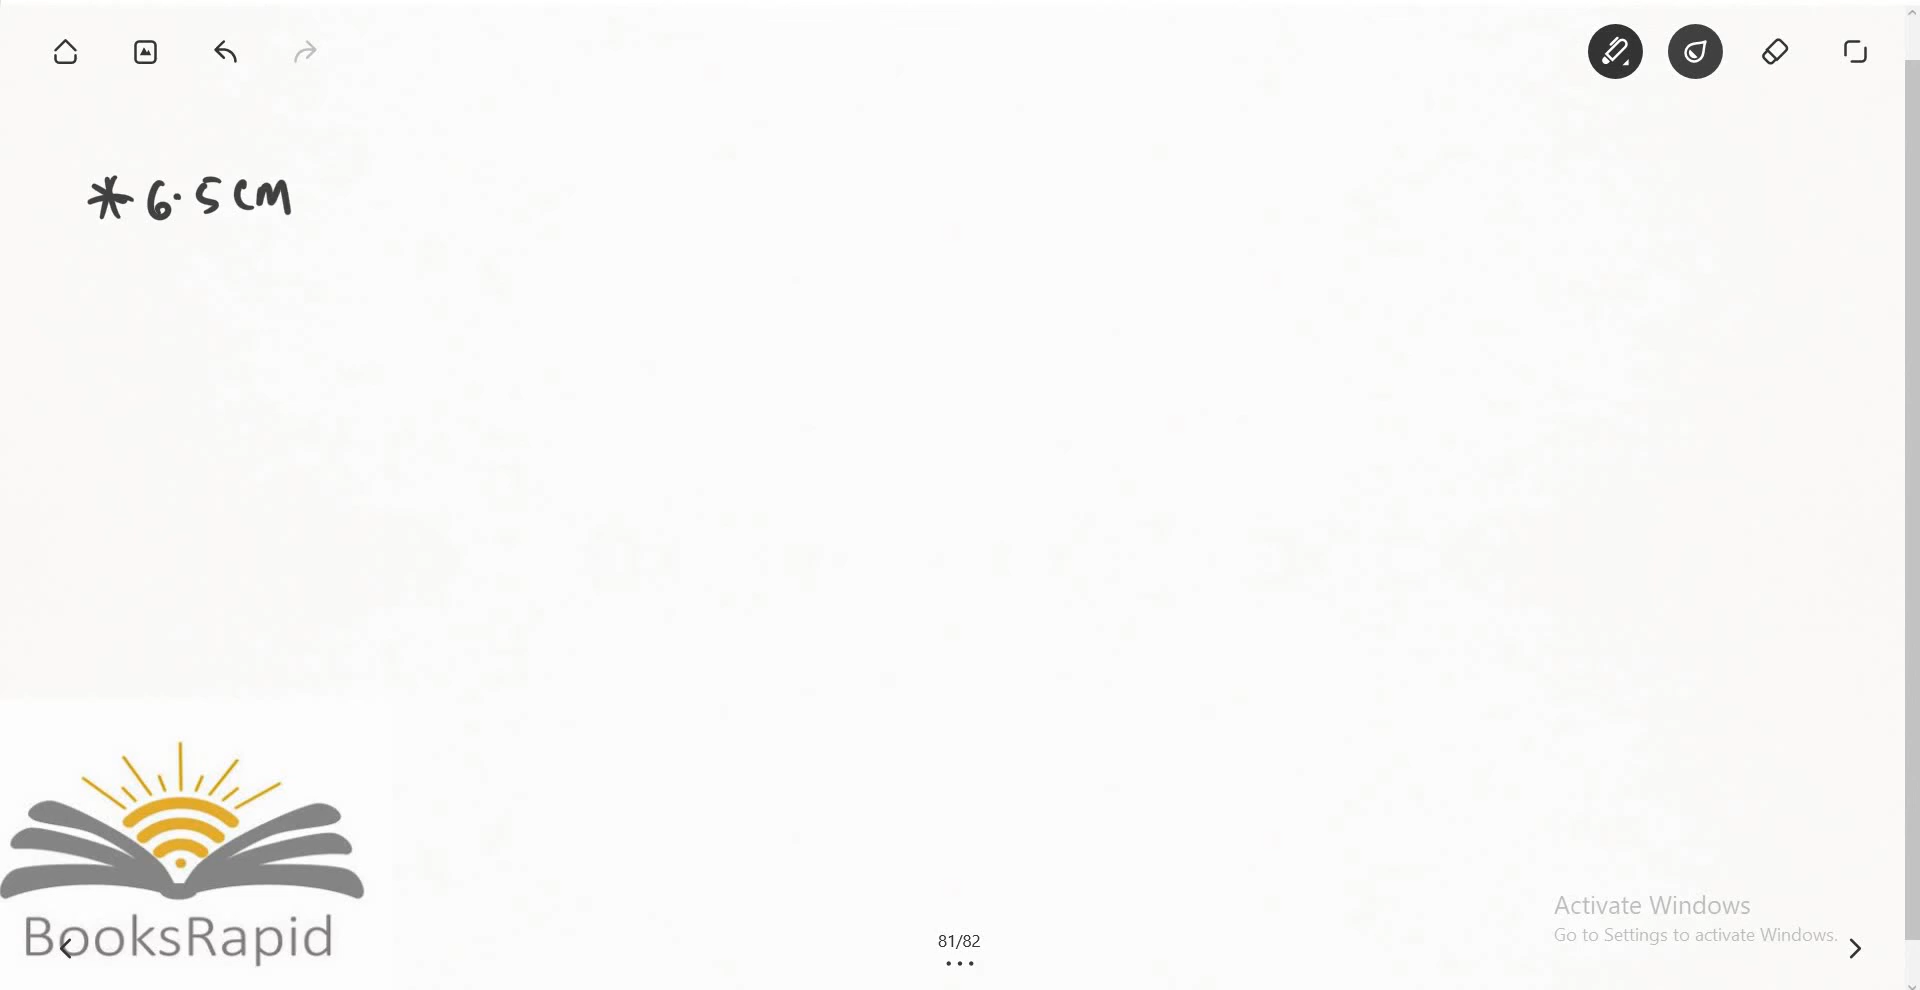 * 6.5 cm
BooksRapid
81/82
Activate Windows
Go to Settings to activate Windows.